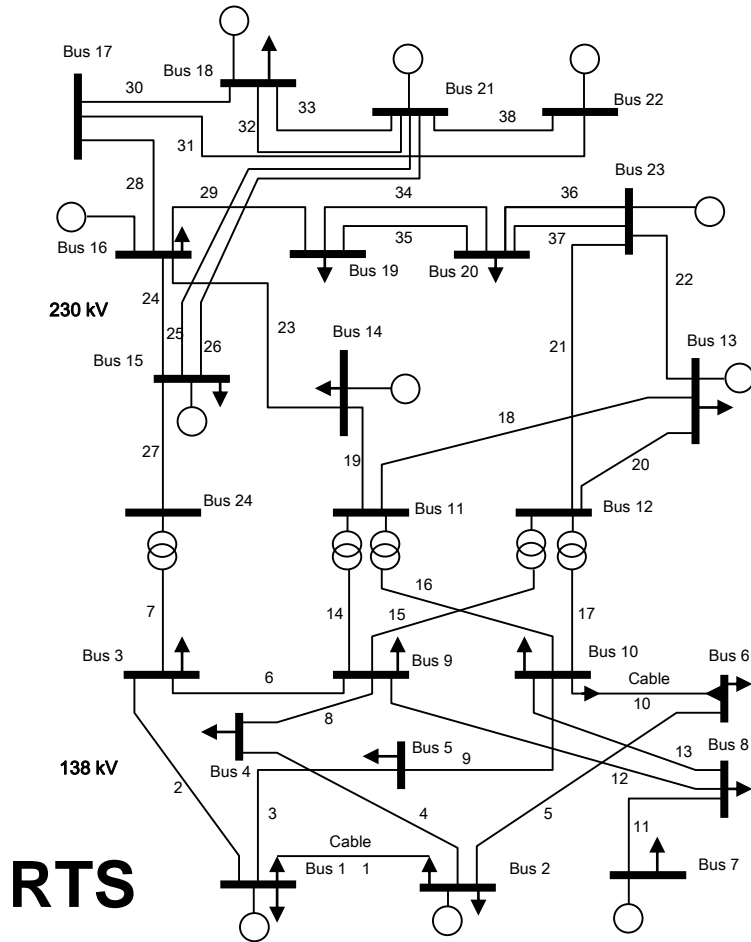 Bus 17
Bus 18
Bus 21
Bus 22
30
33
32
38
31
28
29
34
36
Bus 23
35
37
Bus 16
Bus 19
Bus 20
24
22
230 kV
25
26
23
Bus 14
21
Bus 13
Bus 15
18
27
19
20
Bus 24
Bus 11
Bus 12
16
7
14
15
17
Bus 3
Bus 9
Bus 10
Bus 6
6
Cable
10
8
Bus 4
Bus 5
9
13
Bus 8
138 kV
12
2
3
4
5
11
Cable
Bus 1
1
Bus 2
Bus 7
RTS